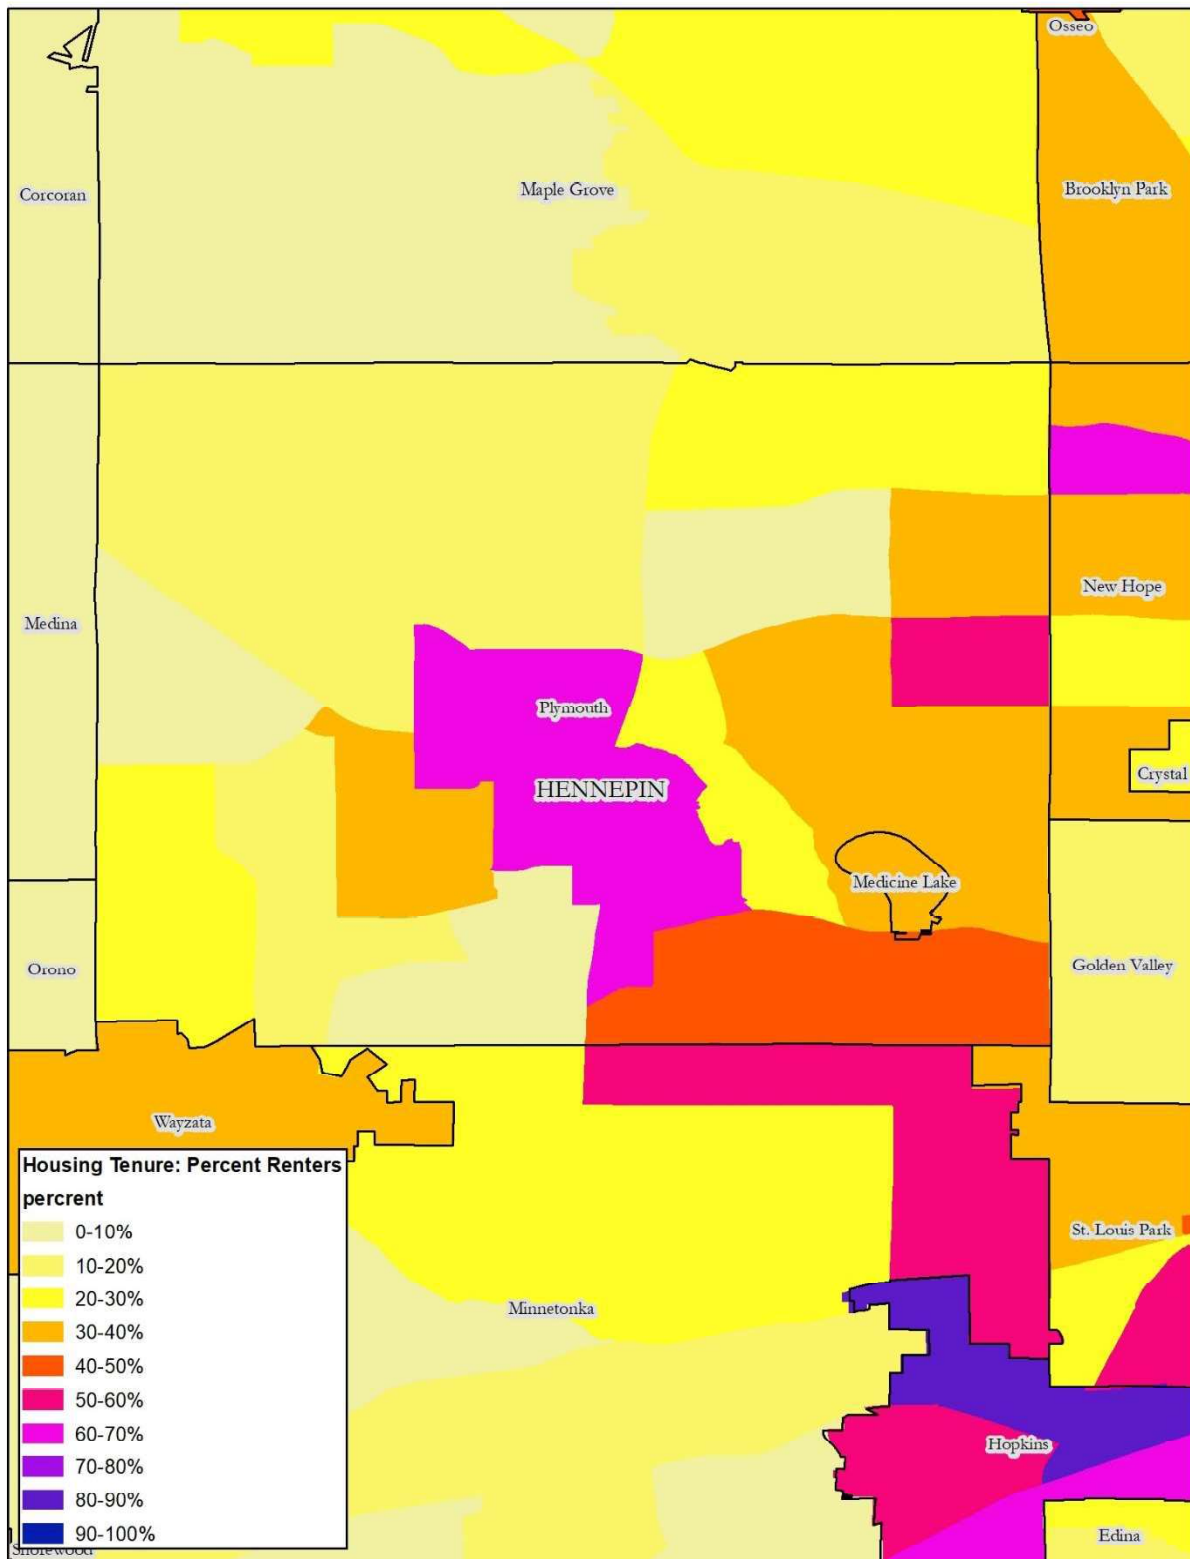 Osseo
Corcoran
Maple Grove
Brooklyn Park
New Hope
Medina
Plymouth
HENNEPIN
Crystal
Medicine Lake
Orono
Golden Valley
Wayzata
Housing Tenure: Percent Renters
percrent
0-10%
10-20%
20-30%
30-40%
40-50%
50-60%
60-70%
70-80%
80-90%
90-100%
St. Louis Park
Minnetonka
Hopkins
Edina
Shorewood